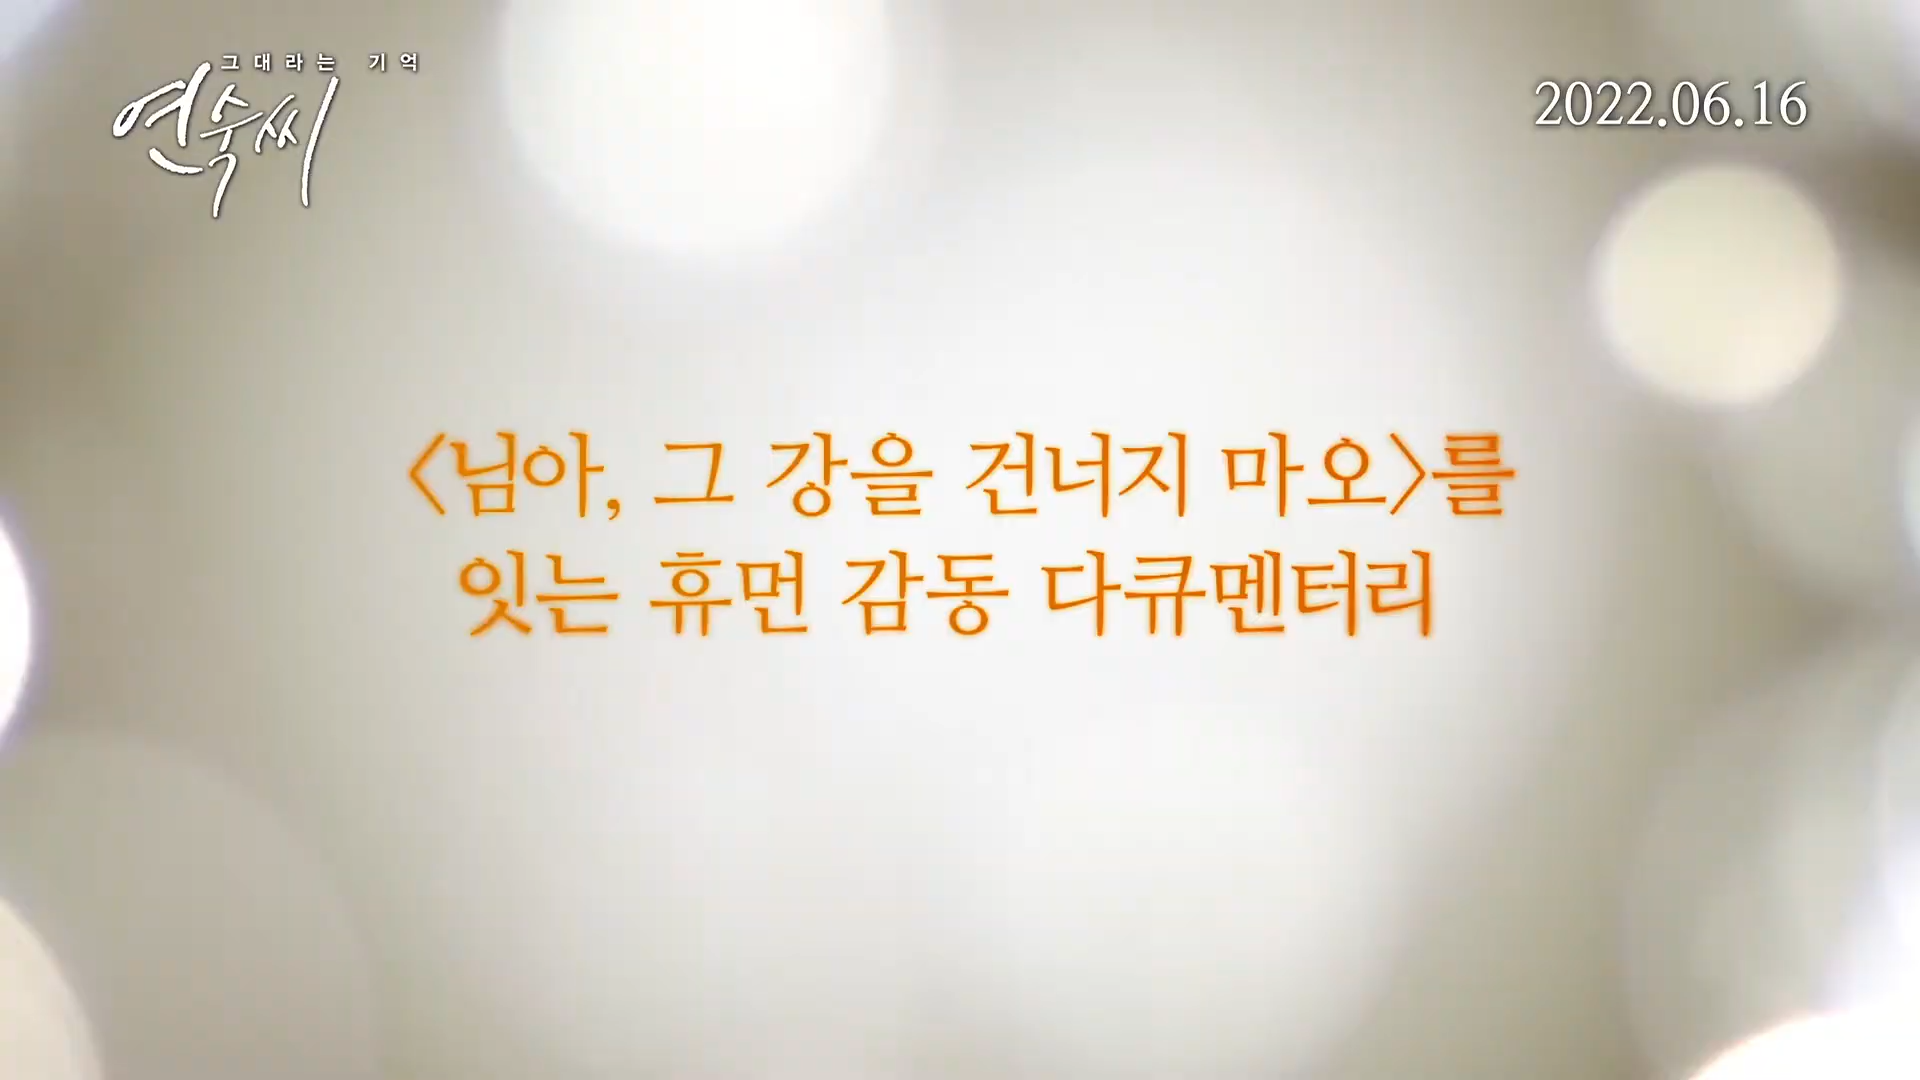 그대라는 기억
연숙씨
2022.06.16
<님아, 그 강을 건너지 마오>를
잇는 휴먼 감동 다큐멘터리